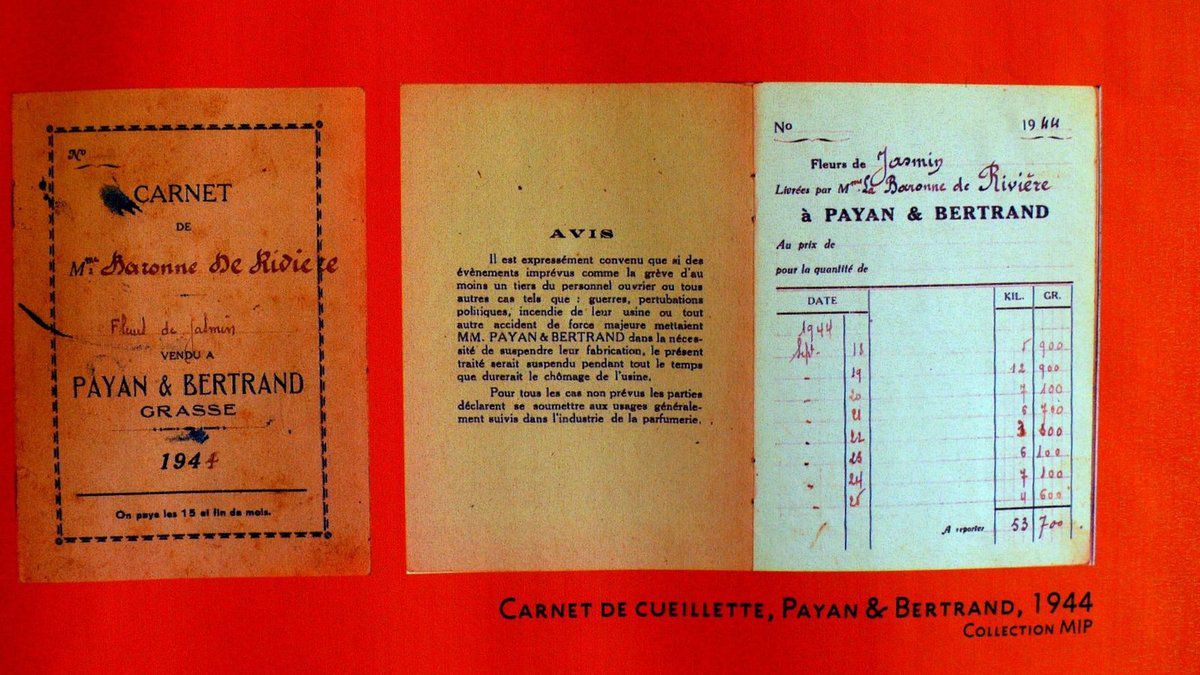 No
CARNET
DE
Mme Baronne De Riviere
Fleurs de Jasmin
VENDU A
PAYAN & BERTRAND
GRASSE
1944
On paye les 15 et fin de mois.
AVIS
Il est expressément convenu que si des
évènements imprévus comme la grève d'au
moins un tiers du personnel ouvrier ou tous
autres cas tels que : guerres, pertubations
politiques, incendie de leur usine ou tout
autre accident de force majeure mettaient
MM. PAYAN & BERTRAND dans la néces-
sité de suspendre leur fabrication, le présent
traité serait suspendu pendant tout le temps
que durerait le chômage de l'usine.
Pour tous les cas non prévus les parties
déclarent se soumettre aux usages générale-
ment suivis dans l'industrie de la parfumerie.
No 1944
Fleurs de Jasmin
Livrées par Mme La Baronne de Rivière
à PAYAN & BERTRAND
Au prix de
pour la quantité de
DATE KIL. GR.
1944
Sept. 18 5 900
19 12 900
20 7 100
21 6 700
22 3 300
23 6 100
24 7 100
25 4 600
A reporter 53 700
CARNET DE CUEILLETTE, PAYAN & BERTRAND, 1944
COLLECTION MIP